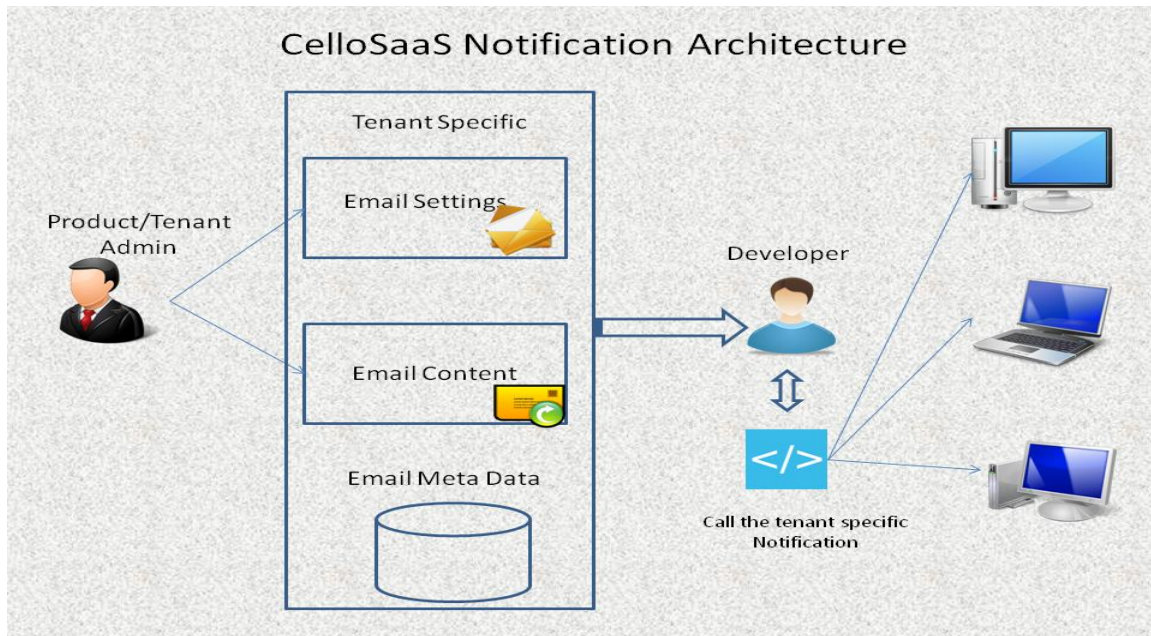 CelloSaaS Notification Architecture
Tenant Specific
Email Settings
Product/Tenant
Admin
Email Content
Email Meta Data
Developer
</>
Call the tenant specific
Notification